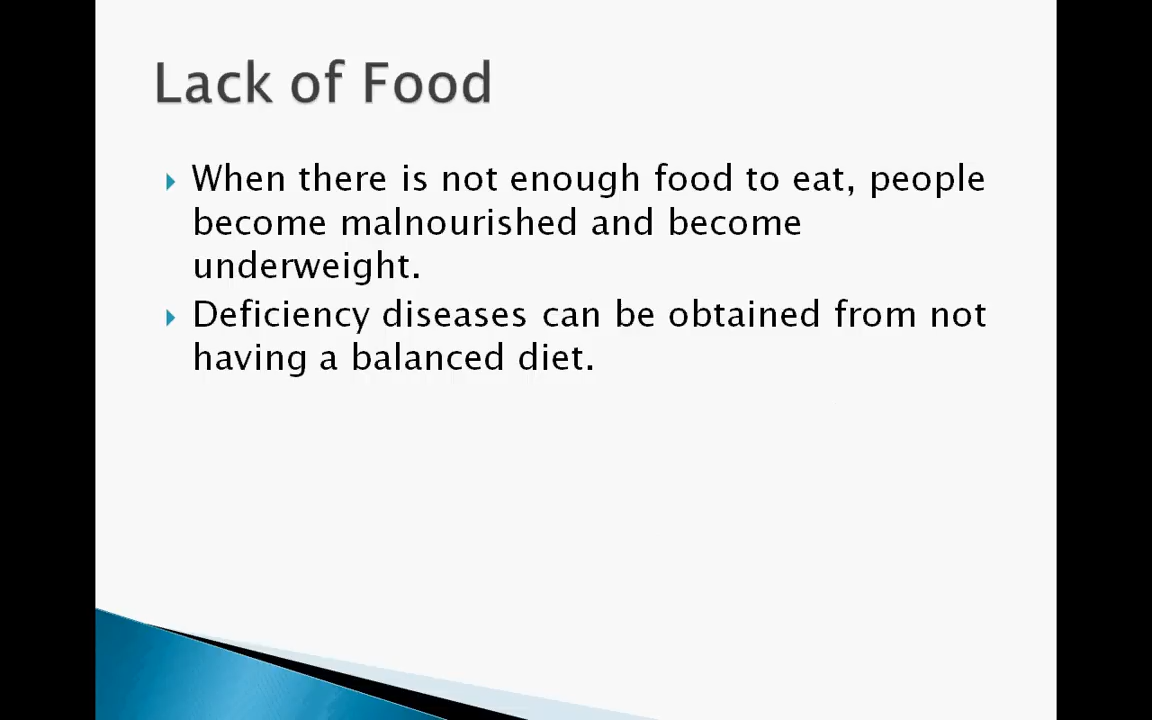 Lack of Food
When there is not enough food to eat, people
become malnourished and become
underweight.
Deficiency diseases can be obtained from not
having a balanced diet.